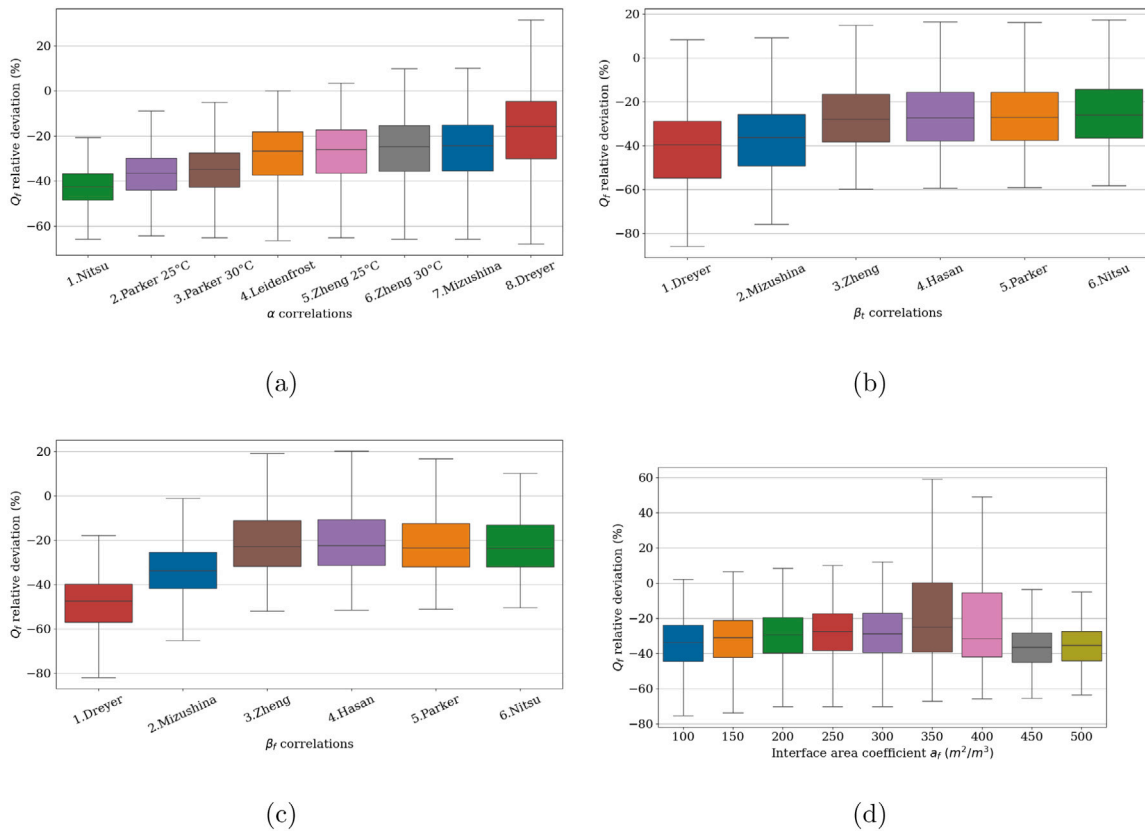 Q_f relative deviation (%)
20
0
−20
−40
−60
1.Nitsu
2.Parker 25°C
3.Parker 30°C
4.Leidenfrost
5.Zheng 25°C
6.Zheng 30°C
7.Mizushina
8.Dreyer
α correlations
(a)
Q_f relative deviation (%)
20
0
−20
−40
−60
−80
1.Dreyer
2.Mizushina
3.Zheng
4.Hasan
5.Parker
6.Nitsu
β_t correlations
(b)
Q_f relative deviation (%)
20
0
−20
−40
−60
−80
1.Dreyer
2.Mizushina
3.Zheng
4.Hasan
5.Parker
6.Nitsu
β_f correlations
(c)
Q_f relative deviation (%)
60
40
20
0
−20
−40
−60
−80
100 150 200 250 300 350 400 450 500
Interface area coefficient a_f (m²/m³)
(d)